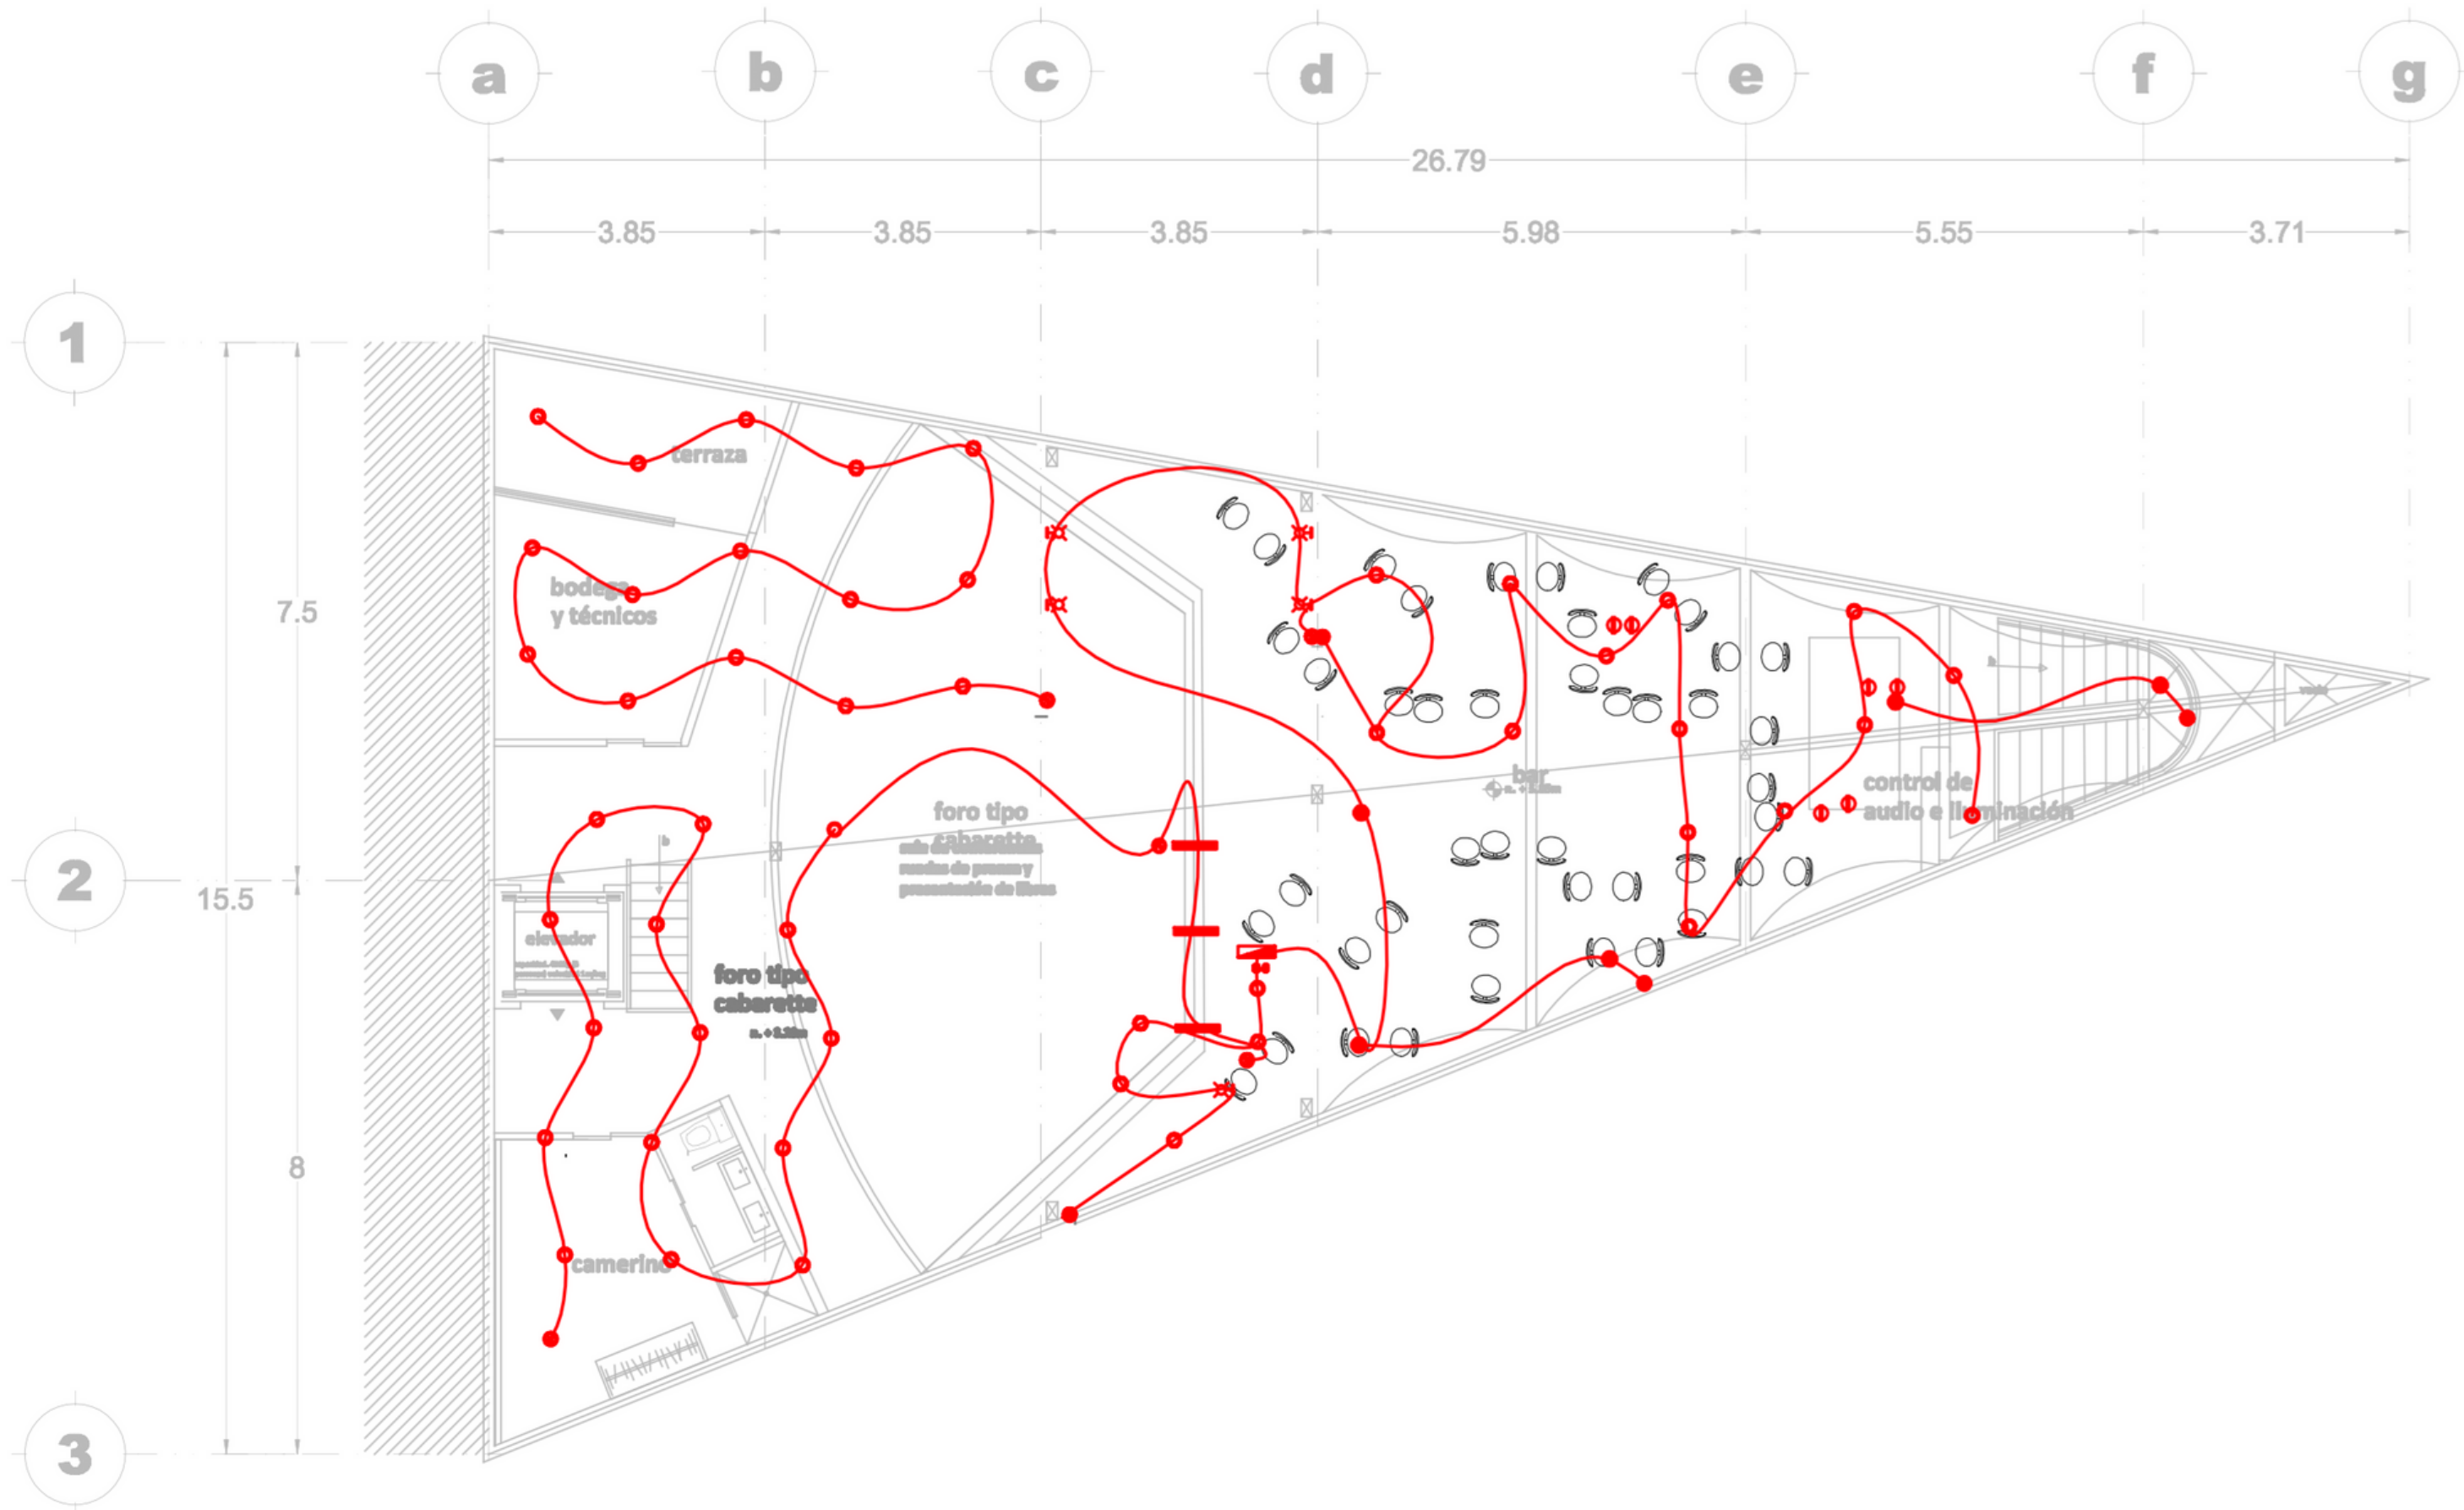 a b c d e f g
26.79
3.85 3.85 3.85 5.98 5.55 3.71
1
terraza
bodega
y técnicos
7.5
vacío
b
bar
control de
audio e iluminación
foro tipo
cabarette
b
2
15.5
elevador
foro tipo
cabarette
8
camerino
3